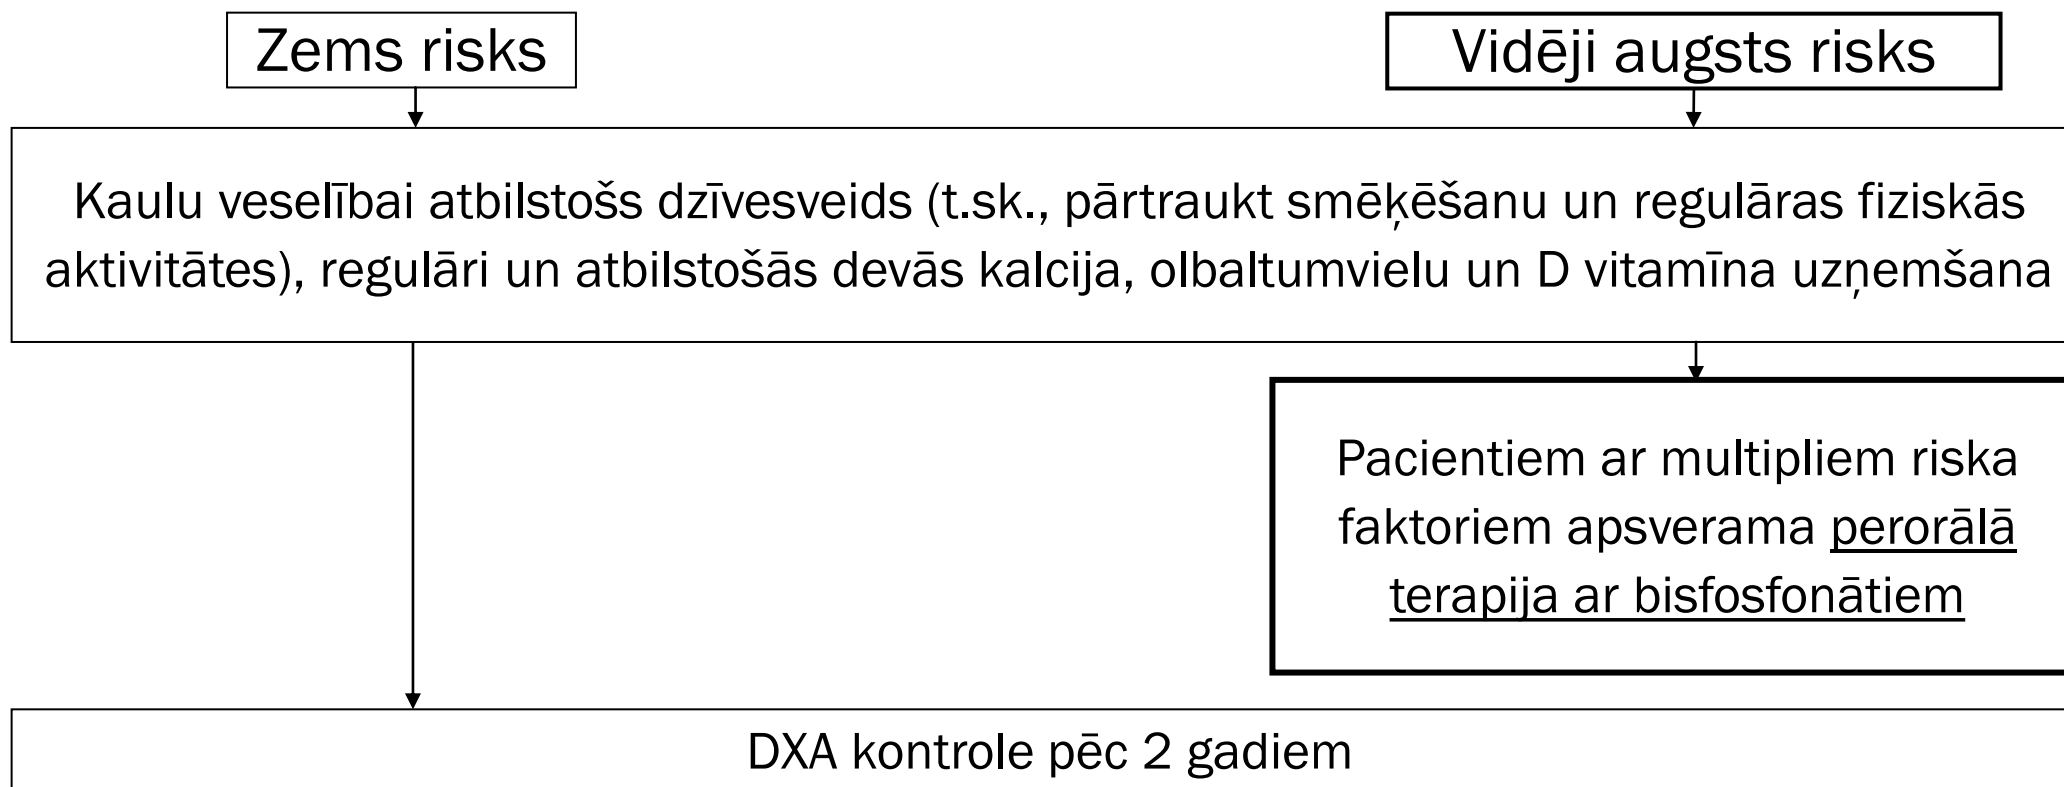 Zems risks
Vidēji augsts risks
Kaulu veselībai atbilstošs dzīvesveids (t.sk., pārtraukt smēķēšanu un regulāras fiziskās
aktivitātes), regulāri un atbilstošās devās kalcija, olbaltumvielu un D vitamīna uzņemšana
Pacientiem ar multipliem riska
faktoriem apsverama perorālā
terapija ar bisfosfonātiem
DXA kontrole pēc 2 gadiem